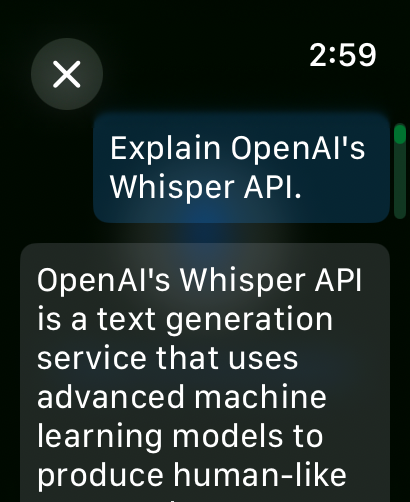 2:59
Explain OpenAI's
Whisper API.
OpenAI's Whisper API
is a text generation
service that uses
advanced machine
learning models to
produce human-like